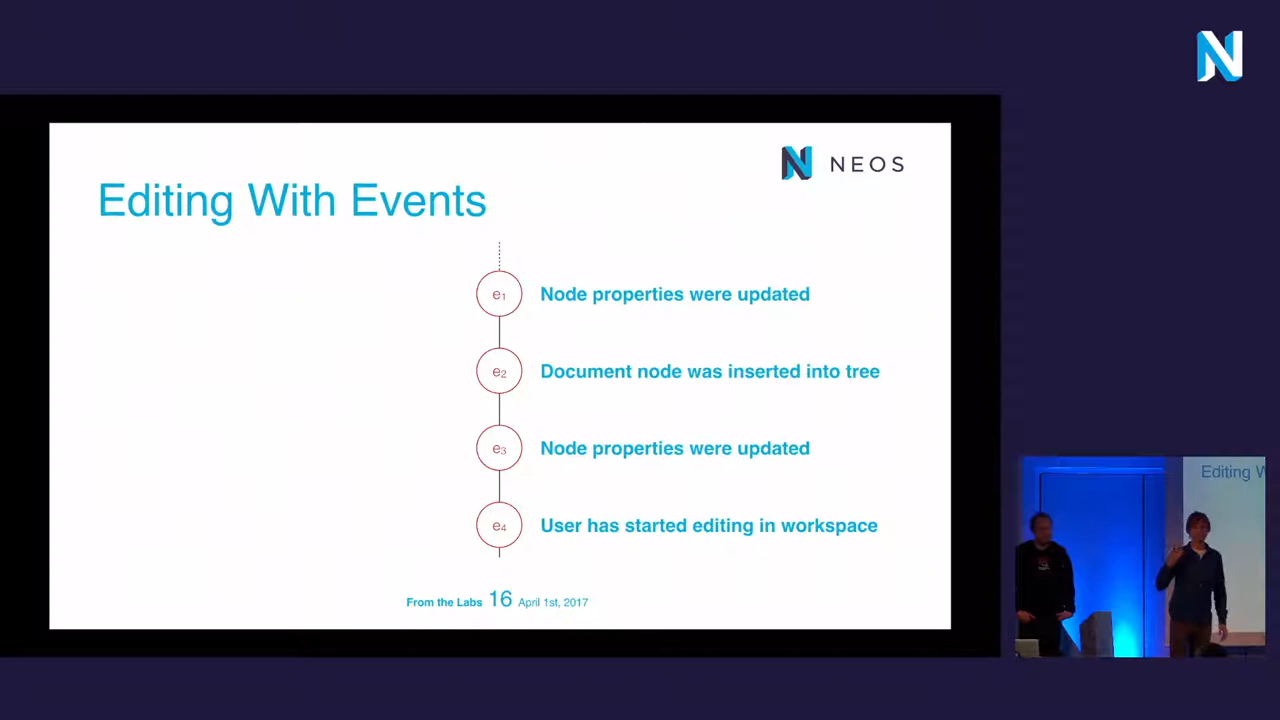 NEOS
Editing With Events
e1
Node properties were updated
e2
Document node was inserted into tree
e3
Node properties were updated
e4
User has started editing in workspace
From the Labs 16 April 1st, 2017
Editing W